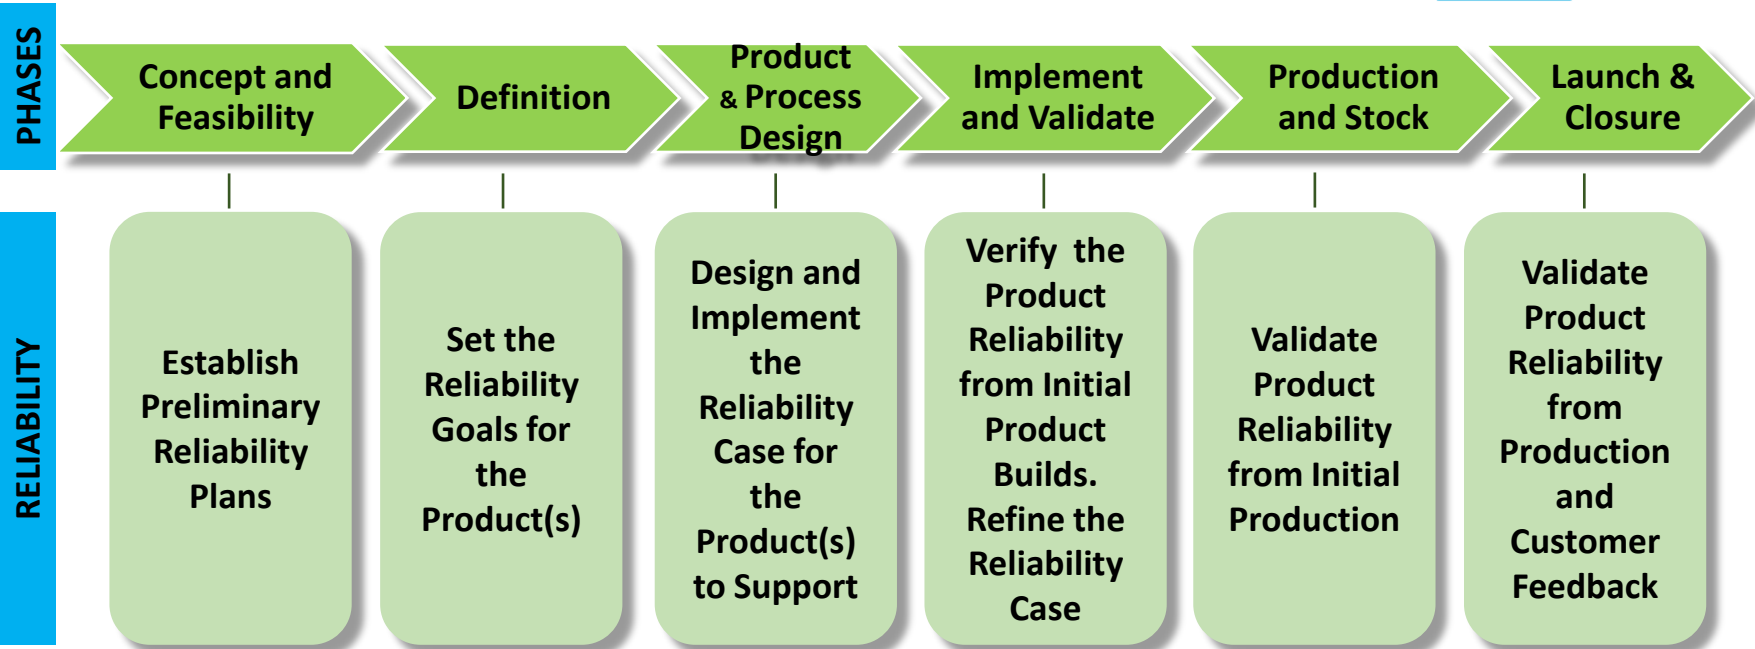 PHASES
Concept and
Feasibility
Definition
Product
& Process
Design
Implement
and Validate
Production
and Stock
Launch &
Closure
RELIABILITY
Establish
Preliminary
Reliability
Plans
Set the
Reliability
Goals for
the
Product(s)
Design and
Implement
the
Reliability
Case for
the
Product(s)
to Support
Verify the
Product
Reliability
from Initial
Product
Builds.
Refine the
Reliability
Case
Validate
Product
Reliability
from Initial
Production
Validate
Product
Reliability
from
Production
and
Customer
Feedback